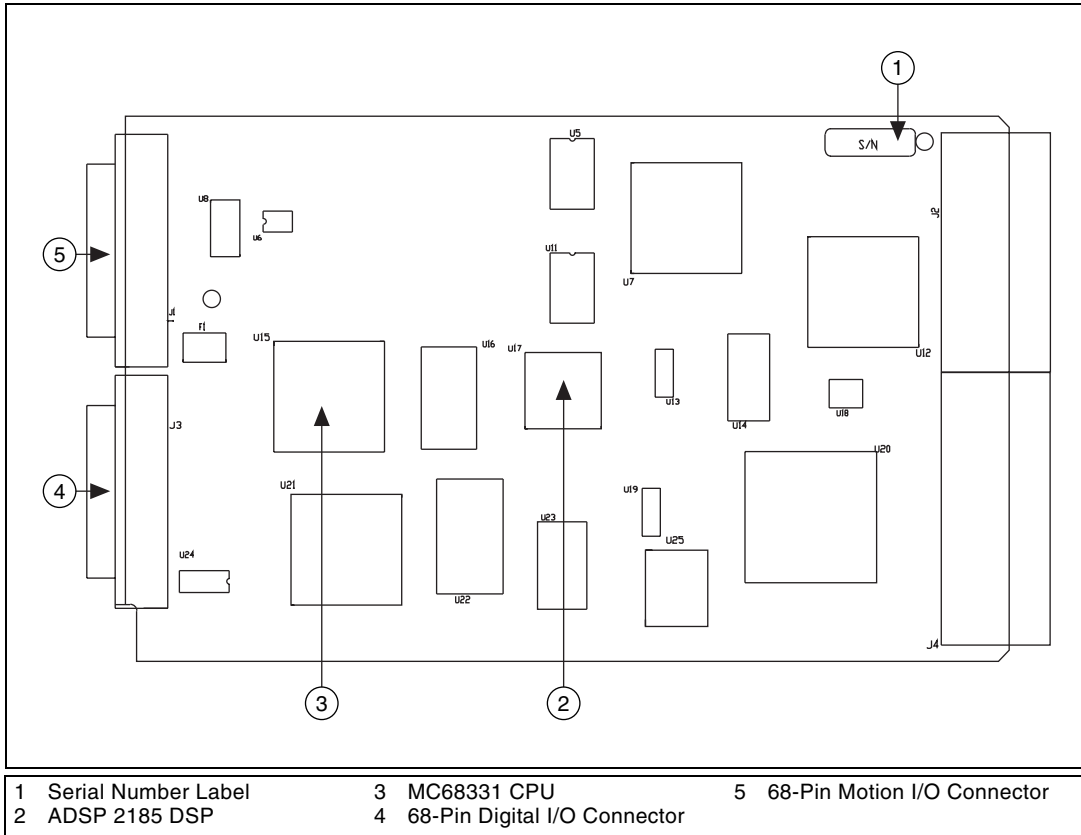 1
U5
S/N
J2
U8
U6
U11
5
U7
J1
F1
U15
U16
U17
U12
U13
U18
U14
J3
U20
U21
U19
4
U23
U24
U25
U22
J4
3
2
1 Serial Number Label
2 ADSP 2185 DSP
3 MC68331 CPU
4 68-Pin Digital I/O Connector
5 68-Pin Motion I/O Connector